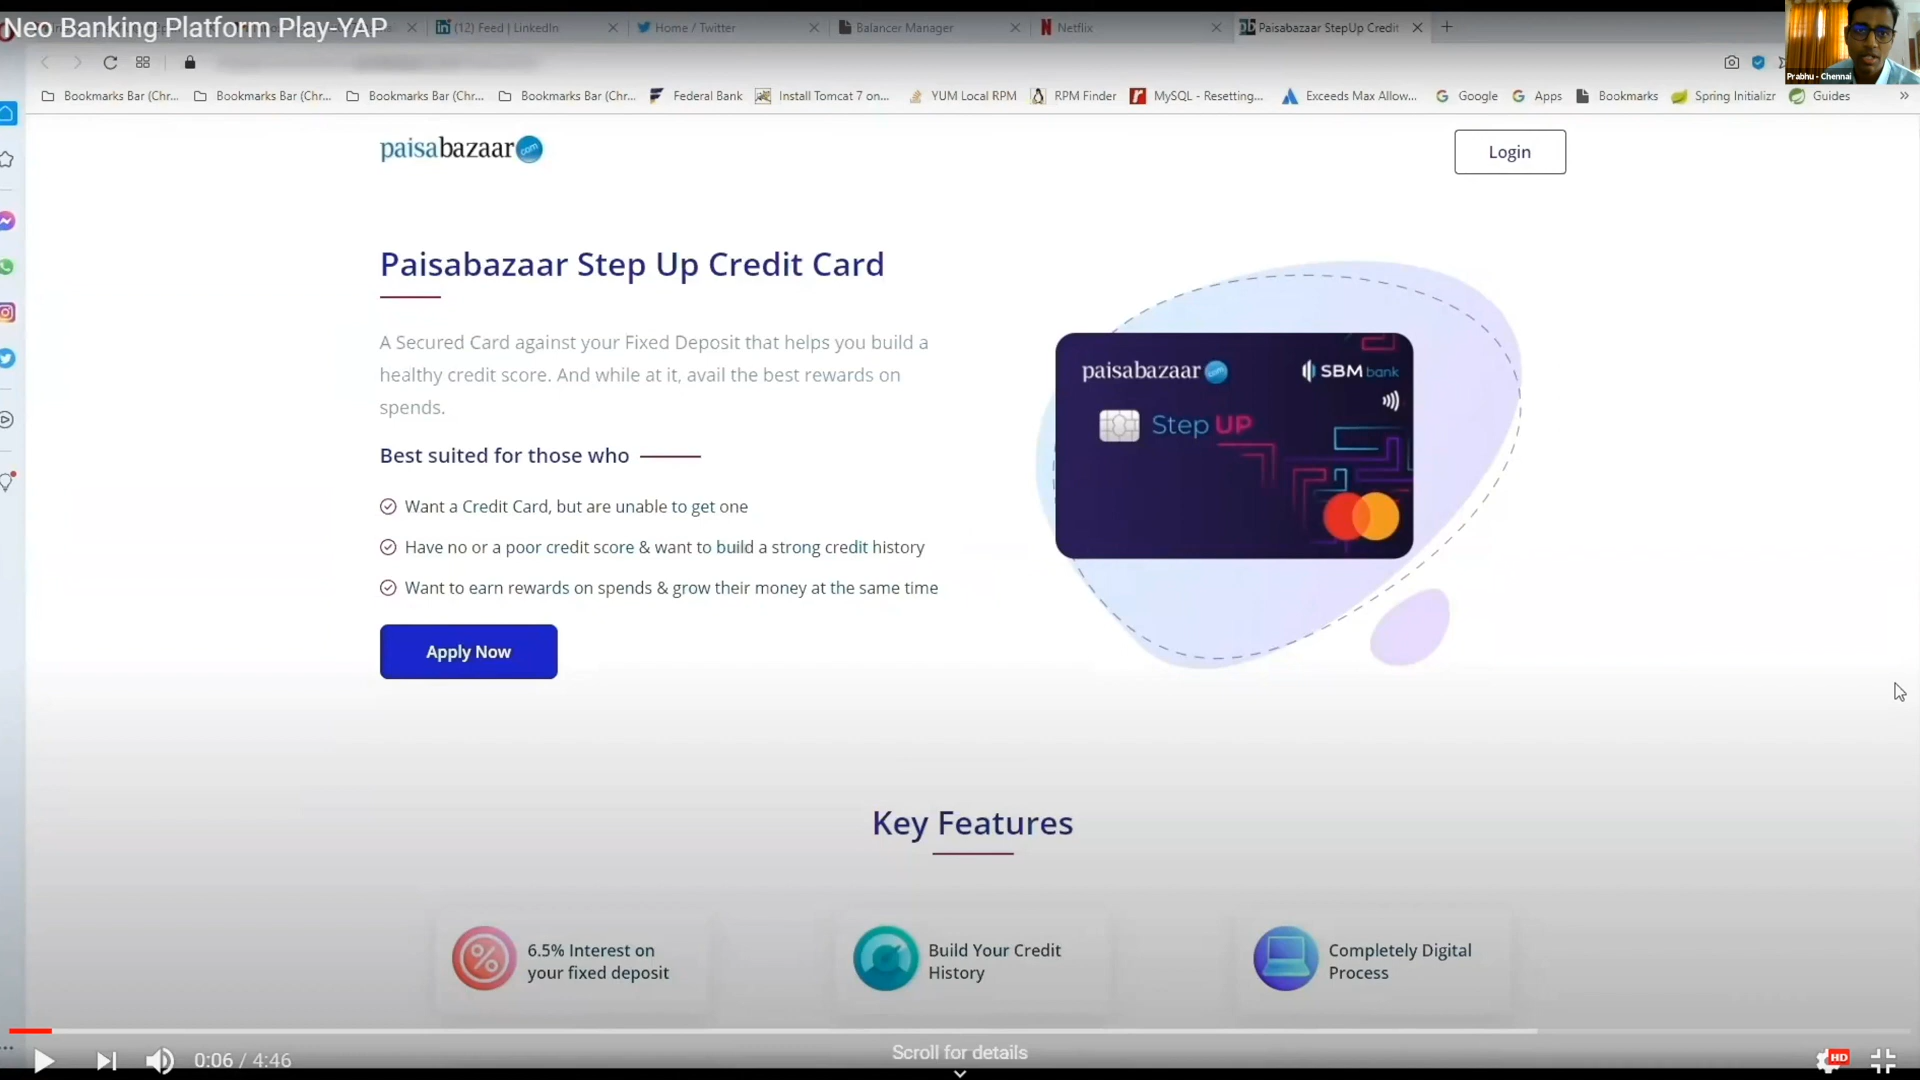 Neo Banking Platform Play-YAP
(12) Feed | LinkedIn
Home / Twitter
Balancer Manager
Netflix
Paisabazaar StepUp Credit
Prabhu - Chennai
Bookmarks Bar (Chr...
Bookmarks Bar (Chr...
Bookmarks Bar (Chr...
Bookmarks Bar (Chr...
Federal Bank
Install Tomcat 7 on...
YUM Local RPM
RPM Finder
MySQL - Resetting...
Exceeds Max Allow...
Google
Apps
Bookmarks
Spring Initializr
Guides
paisabazaar.com
Login
Paisabazaar Step Up Credit Card
A Secured Card against your Fixed Deposit that helps you build a
healthy credit score. And while at it, avail the best rewards on
spends.
Best suited for those who
Want a Credit Card, but are unable to get one
Have no or a poor credit score & want to build a strong credit history
Want to earn rewards on spends & grow their money at the same time
Apply Now
paisabazaar.com
SBM bank
Step UP
Key Features
6.5% Interest on
your fixed deposit
Build Your Credit
History
Completely Digital
Process
0:06 / 4:46
Scroll for details
HD